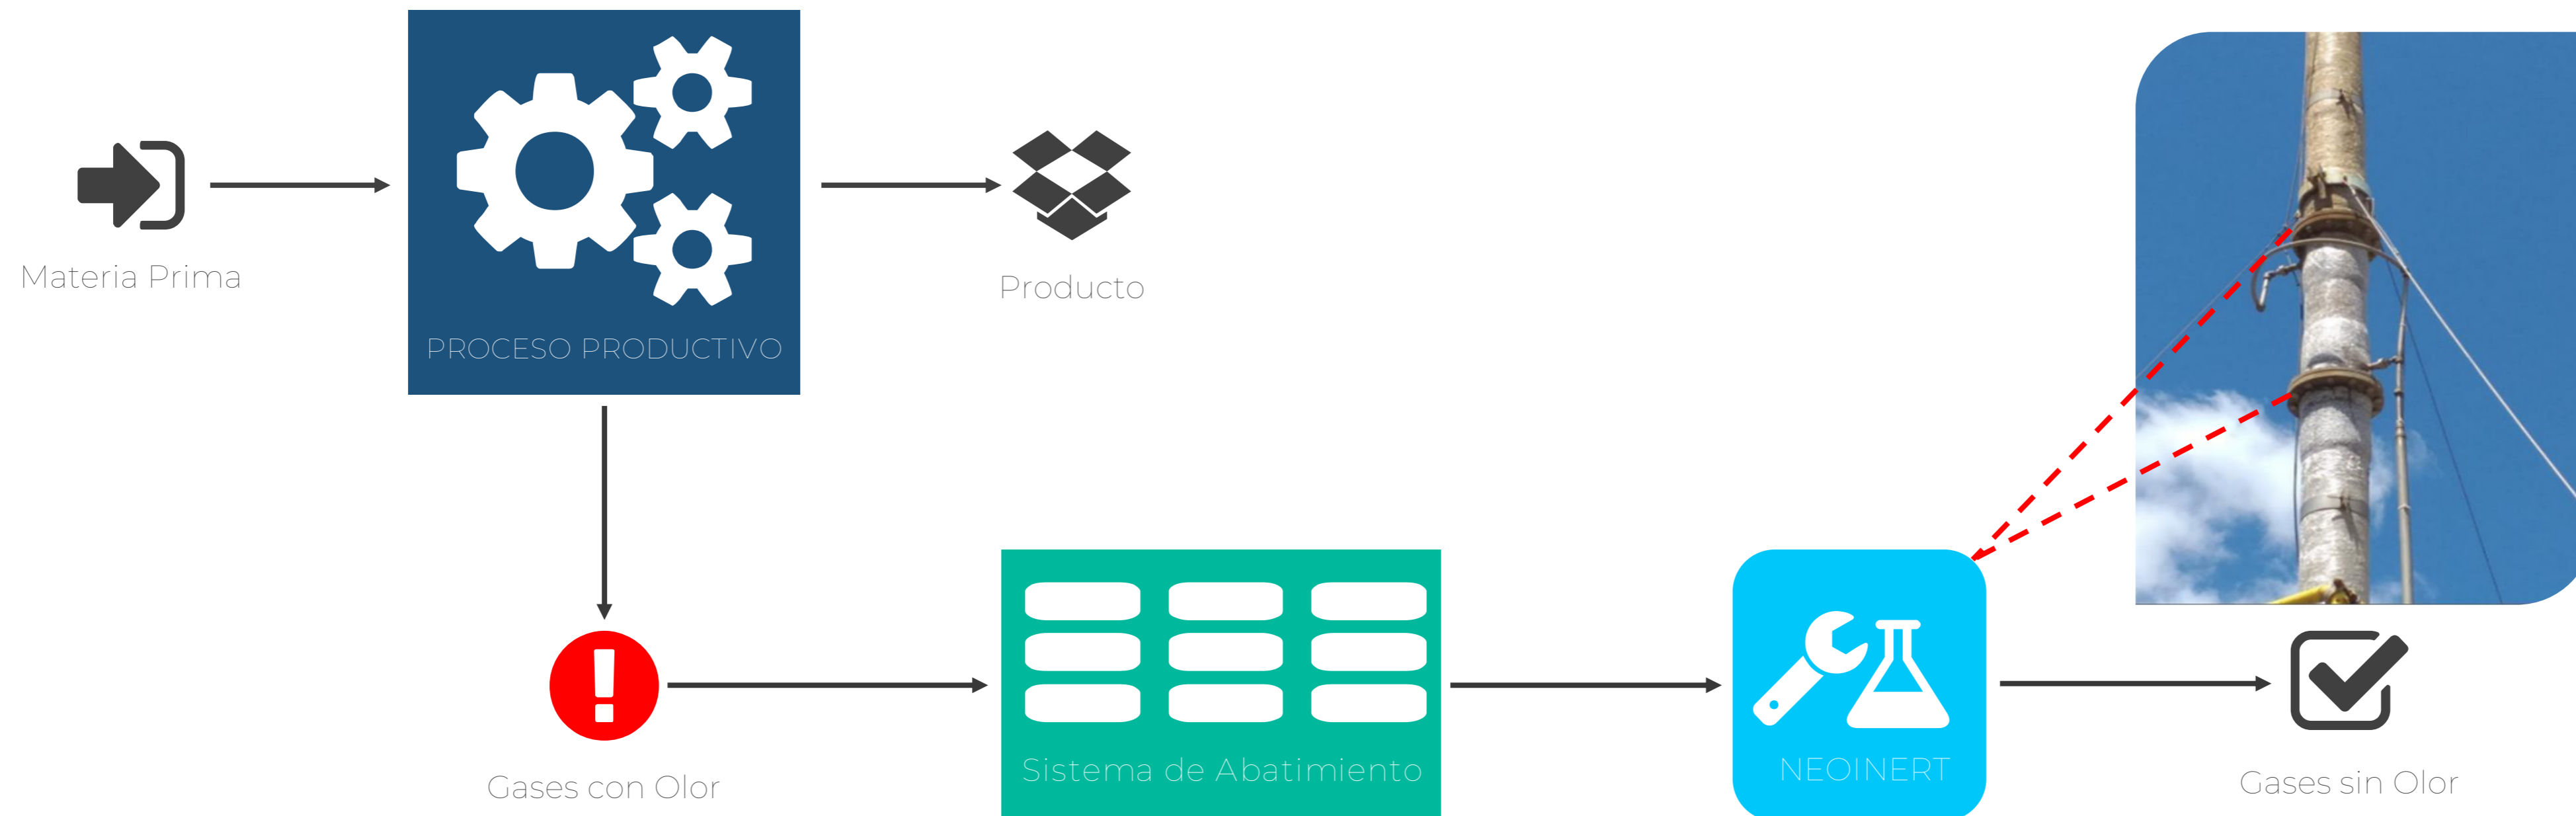 Materia Prima
PROCESO PRODUCTIVO
Producto
Gases con Olor
Sistema de Abatimiento
NEOINERT
Gases sin Olor